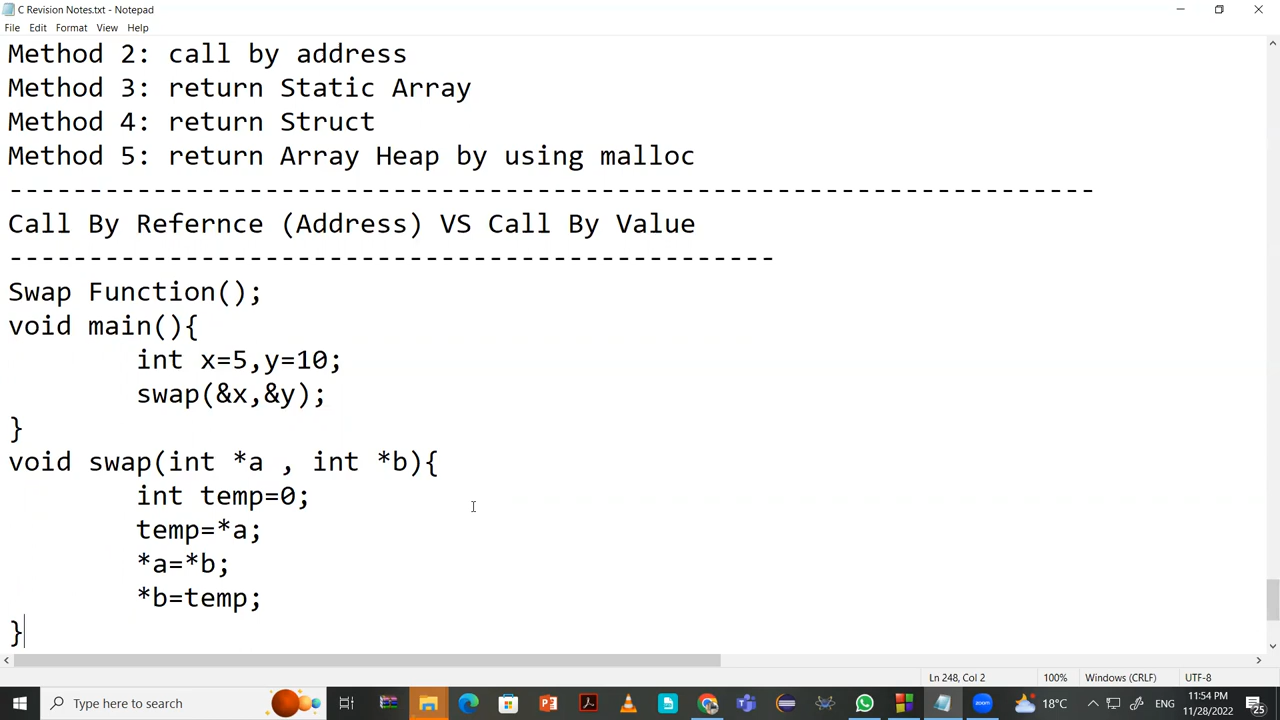 C Revision Notes.txt - Notepad
File Edit Format View Help
Method 2: call by address
Method 3: return Static Array
Method 4: return Struct
Method 5: return Array Heap by using malloc
--------------------------------------------------------------------
Call By Refernce (Address) VS Call By Value
------------------------------------------------
Swap Function();
void main(){
int x=5,y=10;
swap(&x,&y);
}
void swap(int *a , int *b){
int temp=0;
temp=*a;
*a=*b;
*b=temp;
}
Ln 248, Col 2 100% Windows (CRLF) UTF-8
Type here to search 18°C ENG 11:54 PM 11/28/2022 25